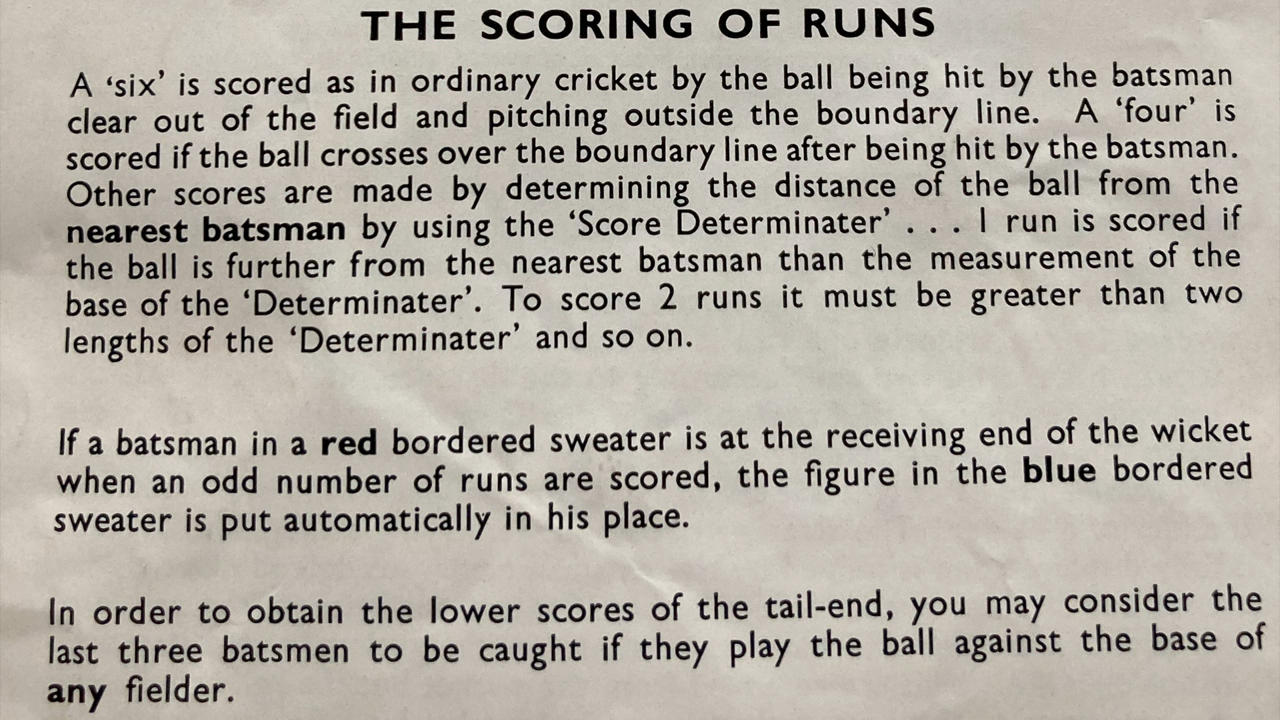 THE SCORING OF RUNS
A ‘six’ is scored as in ordinary cricket by the ball being hit by the batsman
clear out of the field and pitching outside the boundary line. A ‘four’ is
scored if the ball crosses over the boundary line after being hit by the batsman.
Other scores are made by determining the distance of the ball from the
nearest batsman by using the ‘Score Determinater’ . . . I run is scored if
the ball is further from the nearest batsman than the measurement of the
base of the ‘Determinater’. To score 2 runs it must be greater than two
lengths of the ‘Determinater’ and so on.
If a batsman in a red bordered sweater is at the receiving end of the wicket
when an odd number of runs are scored, the figure in the blue bordered
sweater is put automatically in his place.
In order to obtain the lower scores of the tail-end, you may consider the
last three batsmen to be caught if they play the ball against the base of
any fielder.